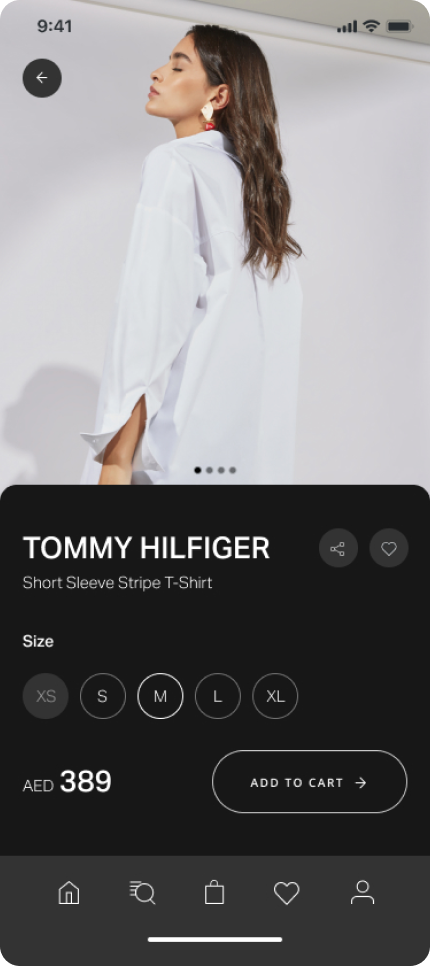 9:41
TOMMY HILFIGER
Short Sleeve Stripe T-Shirt
Size
XS S M L XL
AED 389
ADD TO CART